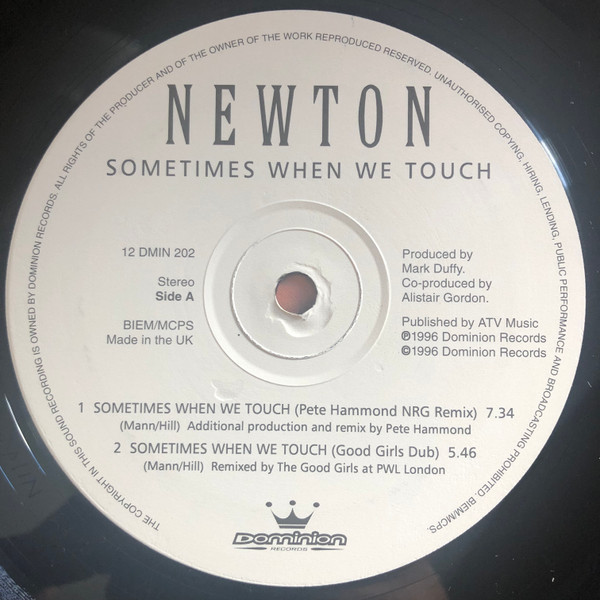 THE COPYRIGHT IN THIS SOUND RECORDING IS OWNED BY DOMINION RECORDS. ALL RIGHTS OF THE PRODUCER AND OF THE OWNER OF THE WORK REPRODUCED RESERVED. UNAUTHORISED COPYING, HIRING, LENDING, PUBLIC PERFORMANCE AND BROADCASTING PROHIBITED. BIEM/MCPS.
NEWTON
SOMETIMES WHEN WE TOUCH
12 DMIN 202
Stereo
Side A
BIEM/MCPS
Made in the UK
Produced by
Mark Duffy.
Co-produced by
Alistair Gordon.
Published by ATV Music
℗1996 Dominion Records
©1996 Dominion Records
1 SOMETIMES WHEN WE TOUCH (Pete Hammond NRG Remix) 7.34
(Mann/Hill) Additional production and remix by Pete Hammond
2 SOMETIMES WHEN WE TOUCH (Good Girls Dub) 5.46
(Mann/Hill) Remixed by The Good Girls at PWL London
Dominion
RECORDS